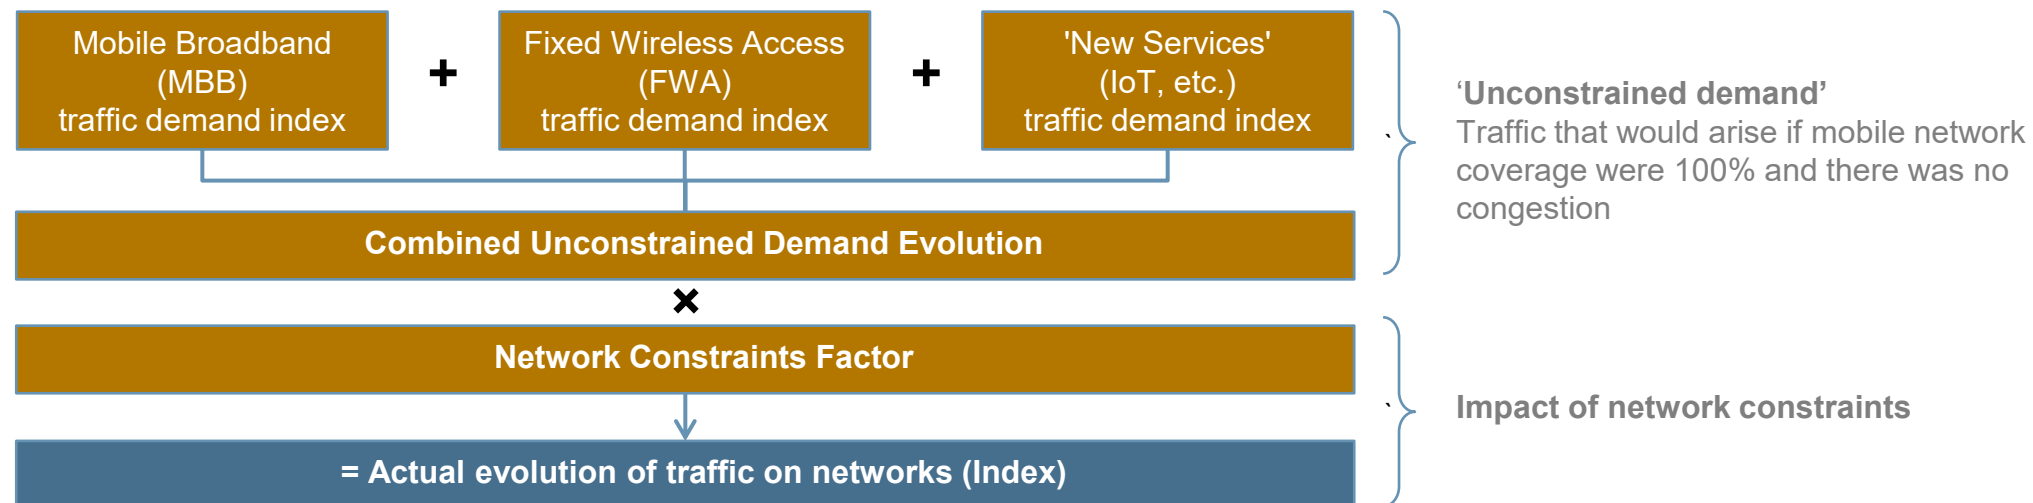 Mobile Broadband
(MBB)
traffic demand index
+
Fixed Wireless Access
(FWA)
traffic demand index
+
'New Services'
(IoT, etc.)
traffic demand index
‘Unconstrained demand’
Traffic that would arise if mobile network
coverage were 100% and there was no
congestion
`
Combined Unconstrained Demand Evolution
×
Network Constraints Factor
`
Impact of network constraints
= Actual evolution of traffic on networks (Index)